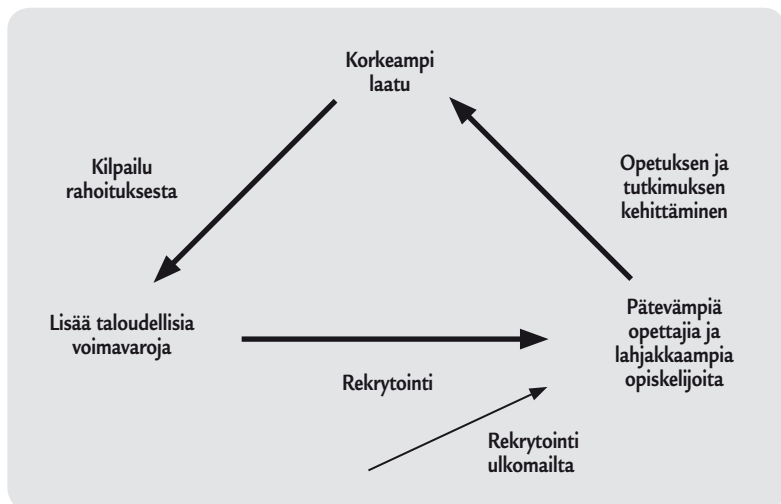 Korkeampi
laatu
Kilpailu
rahoituksesta
Opetuksen ja
tutkimuksen
kehittäminen
Lisää taloudellisia
voimavaroja
Rekrytointi
Pätevämpiä
opettajia ja
lahjakkaampia
opiskelijoita
Rekrytointi
ulkomailta